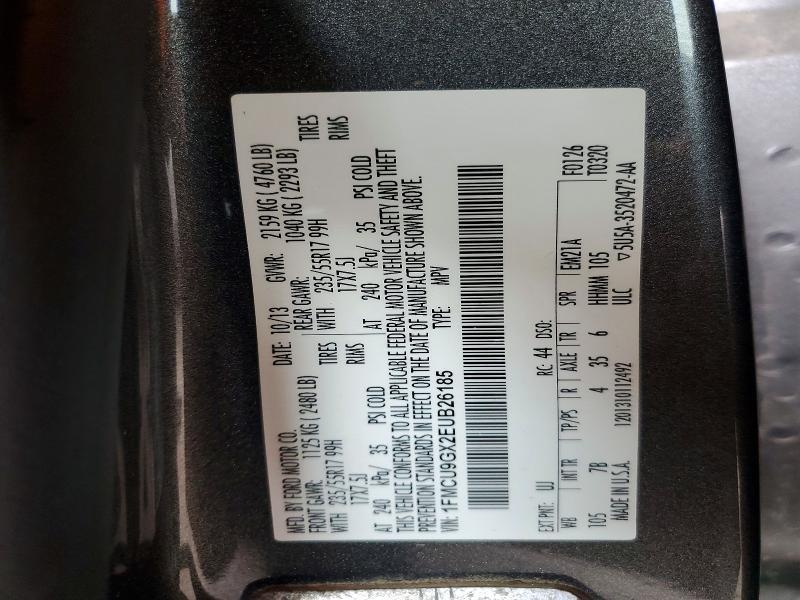 MFD. BY FORD MOTOR CO.
DATE: 10/13 GVWR: 2159 KG ( 4760 LB)
FRONT GAWR: 1125 KG ( 2480 LB) REAR GAWR: 1040 KG ( 2293 LB)
WITH 235/55R17 99H TIRES WITH 235/55R17 99H TIRES
17X7.5J RIMS 17X7.5J RIMS
AT 240 kPa/ 35 PSI COLD AT 240 kPa/ 35 PSI COLD
THIS VEHICLE CONFORMS TO ALL APPLICABLE FEDERAL MOTOR VEHICLE SAFETY AND THEFT
PREVENTION STANDARDS IN EFFECT ON THE DATE OF MANUFACTURE SHOWN ABOVE.
VIN: 1FMCU9GX2EUB26185 TYPE: MPV
EXT PNT: UJ RC: 44 DSO: F0126
WB INT TR TP/PS R AXLE TR SPR EM21A T0320
105 7B 4 35 6 HHMM 105
MADE IN U.S.A. 1201310112492 ULC ▽5U5A-3520472-AA